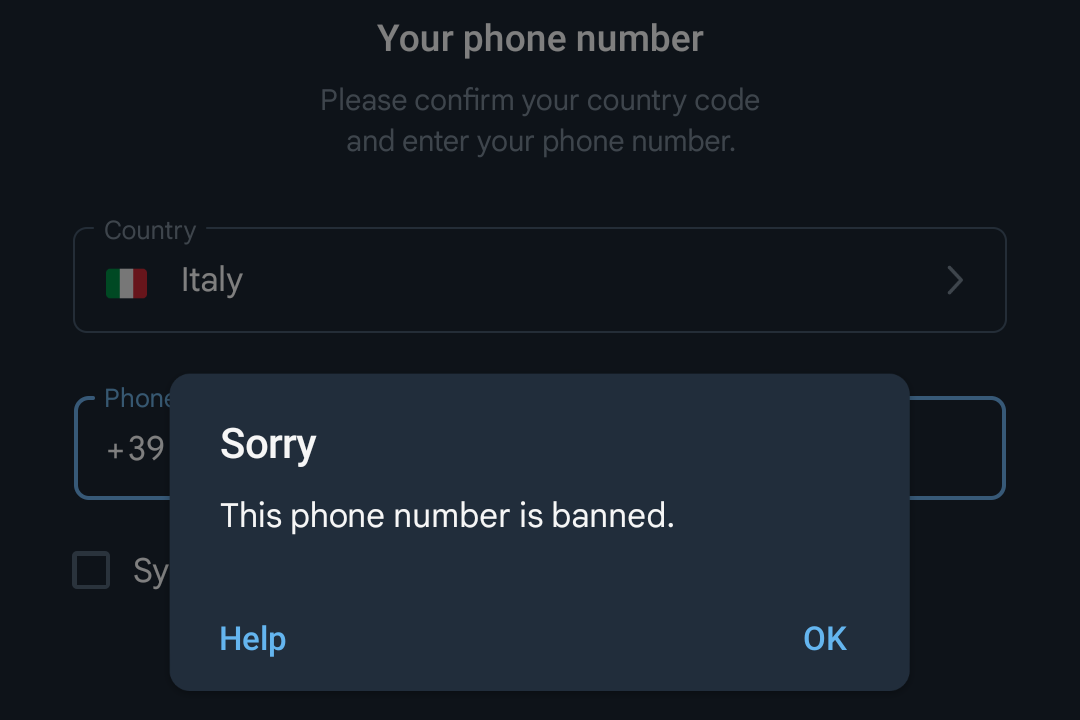 Your phone number
Please confirm your country code
and enter your phone number.
Country
Italy
Phone
+39
Sorry
This phone number is banned.
Sy
Help
OK